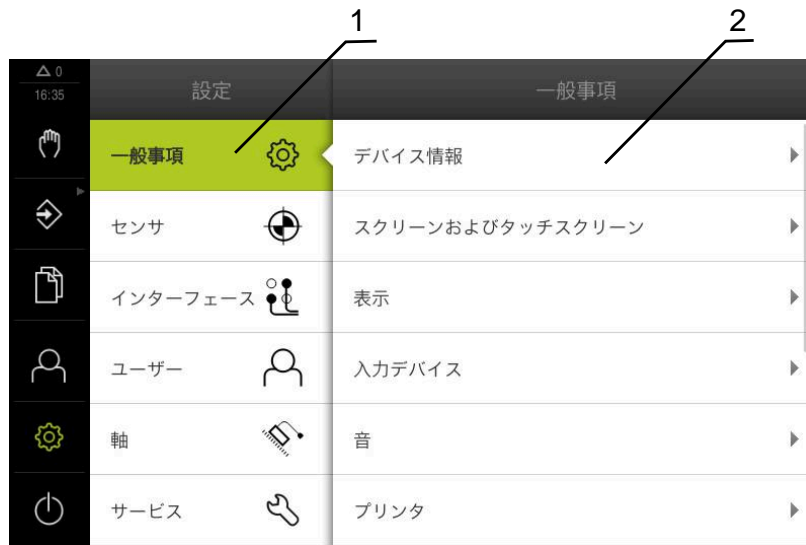 1
2
0
16:35
設定
一般事項
一般事項
センサ
インターフェース
ユーザー
軸
サービス
デバイス情報
スクリーンおよびタッチスクリーン
表示
入力デバイス
音
プリンタ